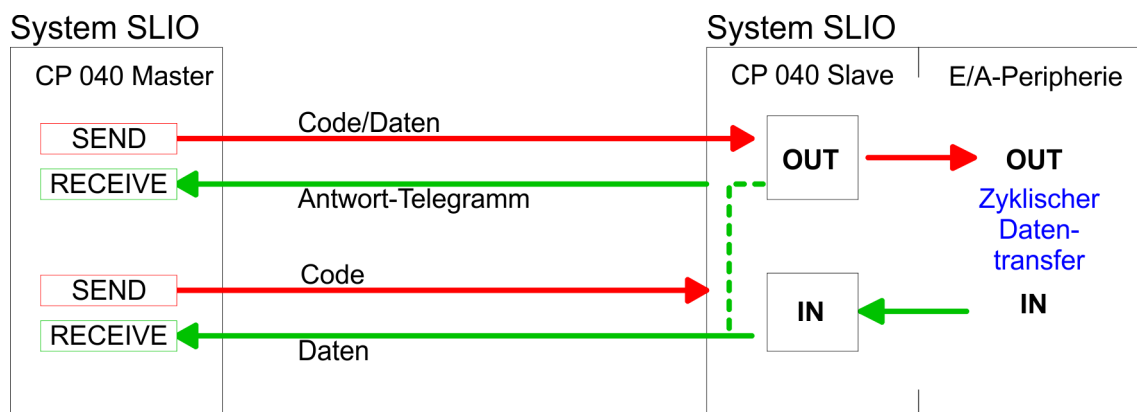 System SLIO
System SLIO
CP 040 Master
CP 040 Slave
E/A-Peripherie
SEND
Code/Daten
OUT
OUT
RECEIVE
Antwort-Telegramm
Zyklischer
Daten-
transfer
SEND
Code
IN
IN
RECEIVE
Daten